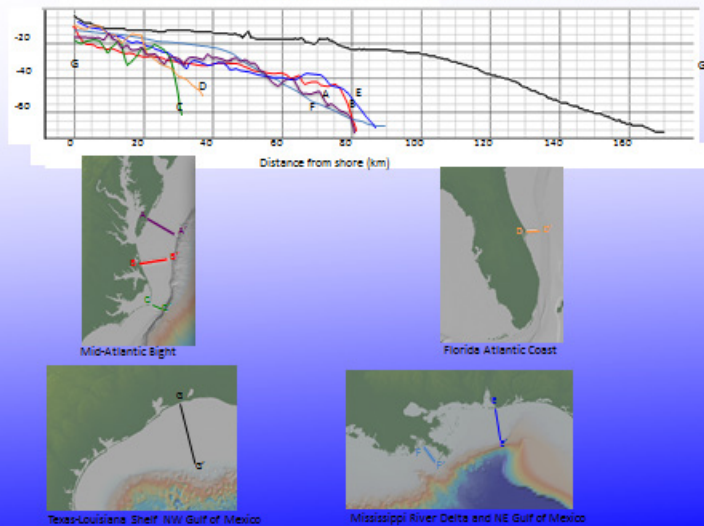 -20
-40
-60
G
D
C
A
E
B
F
G
0
20
40
60
80
100
120
140
160
Distance from shore (km)
A
A'
B
B'
C
Mid-Atlantic Bight
D
D'
Florida Atlantic Coast
G
G'
Texas-Louisiana Shelf NW Gulf of Mexico
E
E'
F
F'
Mississippi River Delta and NE Gulf of Mexico